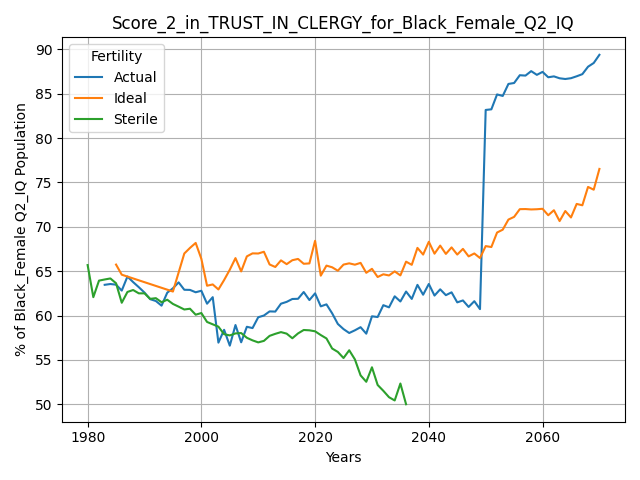 Score_2_in_TRUST_IN_CLERGY_for_Black_Female_Q2_IQ
Fertility
Actual
Ideal
Sterile
% of Black_Female Q2_IQ Population
90
85
80
75
70
65
60
55
50
1980
2000
2020
2040
2060
Years